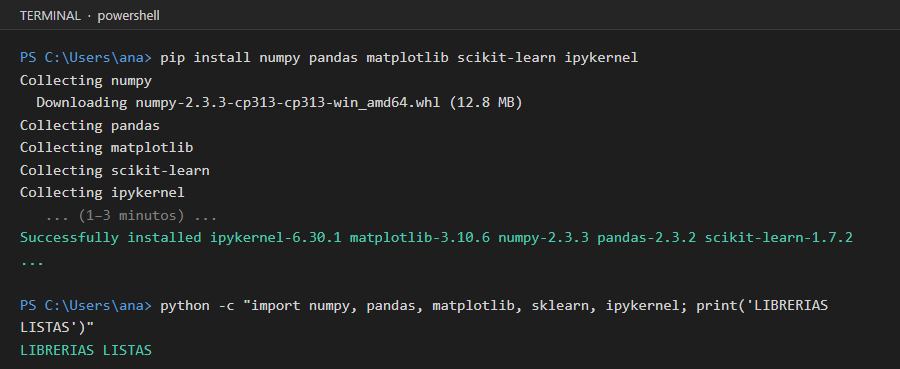 TERMINAL · powershell
PS C:\Users\ana> pip install numpy pandas matplotlib scikit-learn ipykernel
Collecting numpy
  Downloading numpy-2.3.3-cp313-cp313-win_amd64.whl (12.8 MB)
Collecting pandas
Collecting matplotlib
Collecting scikit-learn
Collecting ipykernel
   ... (1–3 minutos) ...
Successfully installed ipykernel-6.30.1 matplotlib-3.10.6 numpy-2.3.3 pandas-2.3.2 scikit-learn-1.7.2
...
PS C:\Users\ana> python -c "import numpy, pandas, matplotlib, sklearn, ipykernel; print('LIBRERIAS
LISTAS')"
LIBRERIAS LISTAS